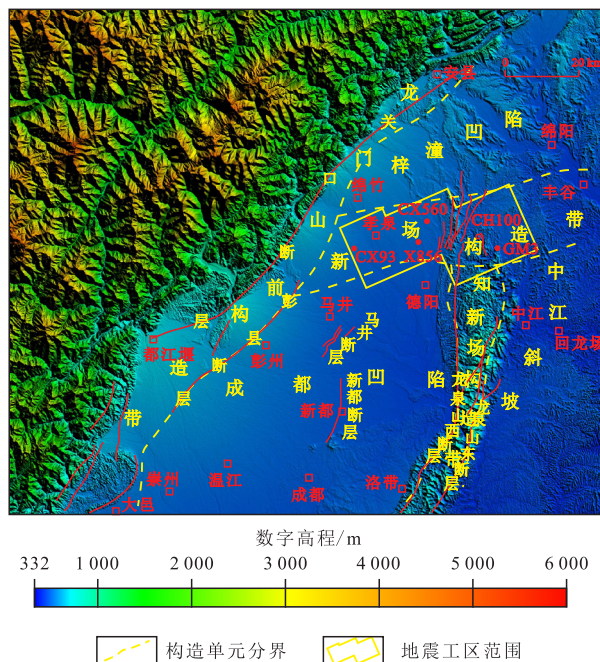 安县
0
20 km
龙
门
山
前
构
造
带
关
口
断
层
梓
潼
凹
陷
绵阳
绵竹
丰谷
孝泉
CX560
CH100
CX93
X856
GM3
新
场
构
造
带
德阳
马井
中江
回龙场
都江堰
彭州
彭
县
断
层
马
井
断
层
新
都
断
层
新都
成
都
凹
陷
中
江
斜
坡
知
新
场
构
龙
泉
山
西
断
层
龙
泉
山
东
断
层
带
崇州
温江
成都
洛带
大邑
数字高程/m
332 1 000 2 000 3 000 4 000 5 000 6 000
构造单元分界
地震工区范围